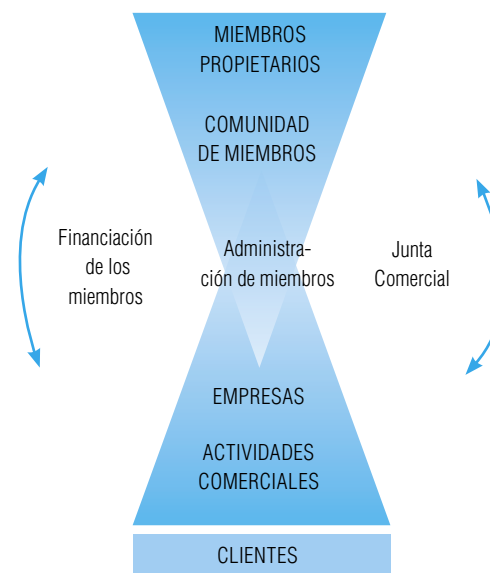 MIEMBROS
PROPIETARIOS
COMUNIDAD
DE MIEMBROS
Financiación
de los
miembros
Administra-
ción de miembros
Junta
Comercial
EMPRESAS
ACTIVIDADES
COMERCIALES
CLIENTES